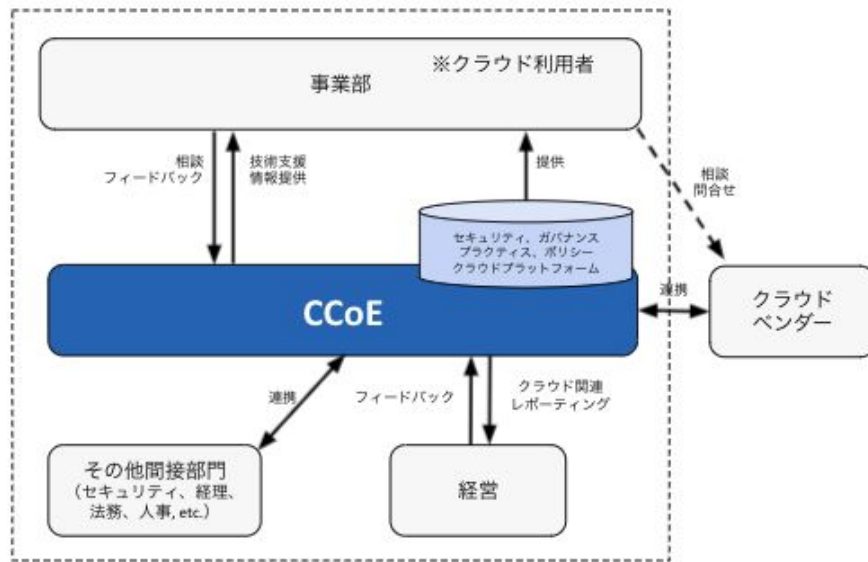 ※クラウド利用者
事業部
相談
フィードバック
技術支援
情報提供
提供
相談
問合せ
セキュリティ、ガバナンス
プラクティス、ポリシー
クラウドプラットフォーム
CCoE
連携
クラウド
ベンダー
連携
フィードバック
クラウド関連
レポーティング
その他間接部門
（セキュリティ、経理、
法務、人事, etc.）
経営